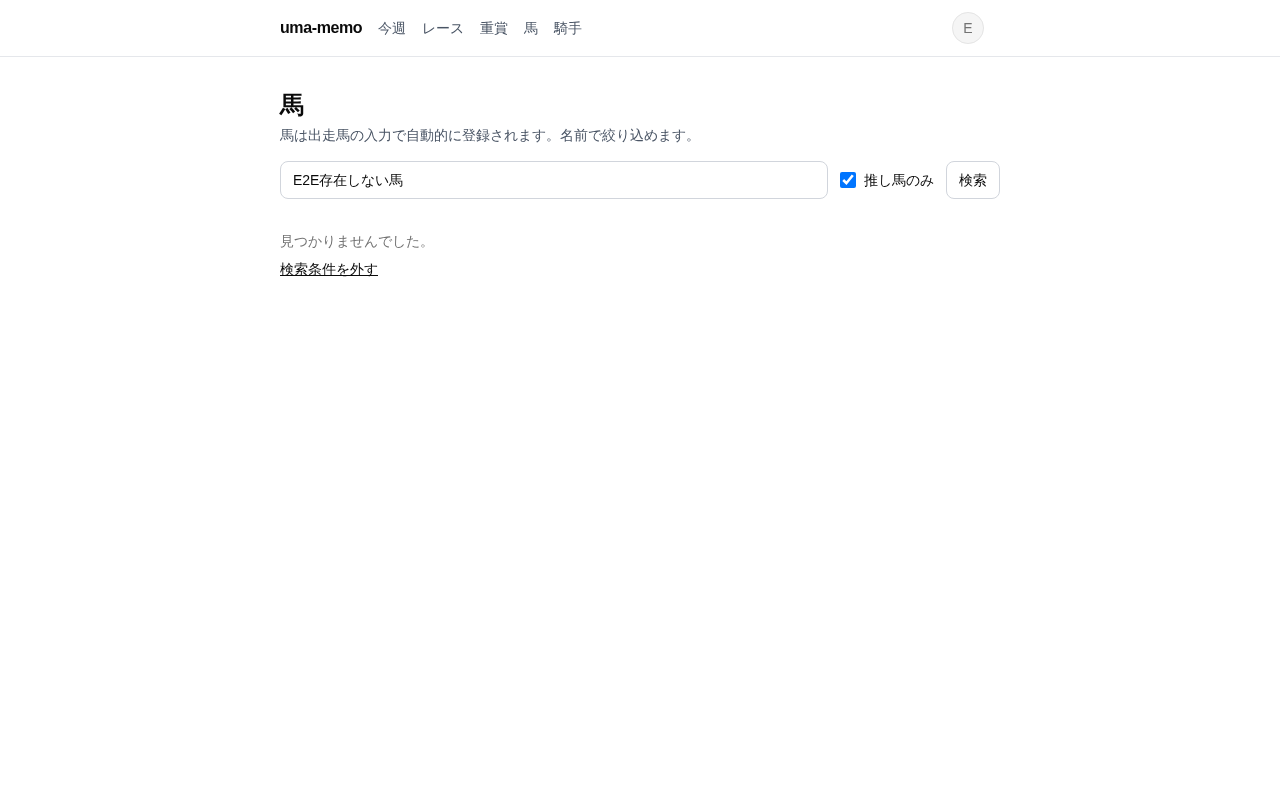 uma-memo 今週 レース 重賞 馬 騎手 E
馬
馬は出走馬の入力で自動的に登録されます。名前で絞り込めます。
E2E存在しない馬 推し馬のみ 検索
見つかりませんでした。
検索条件を外す